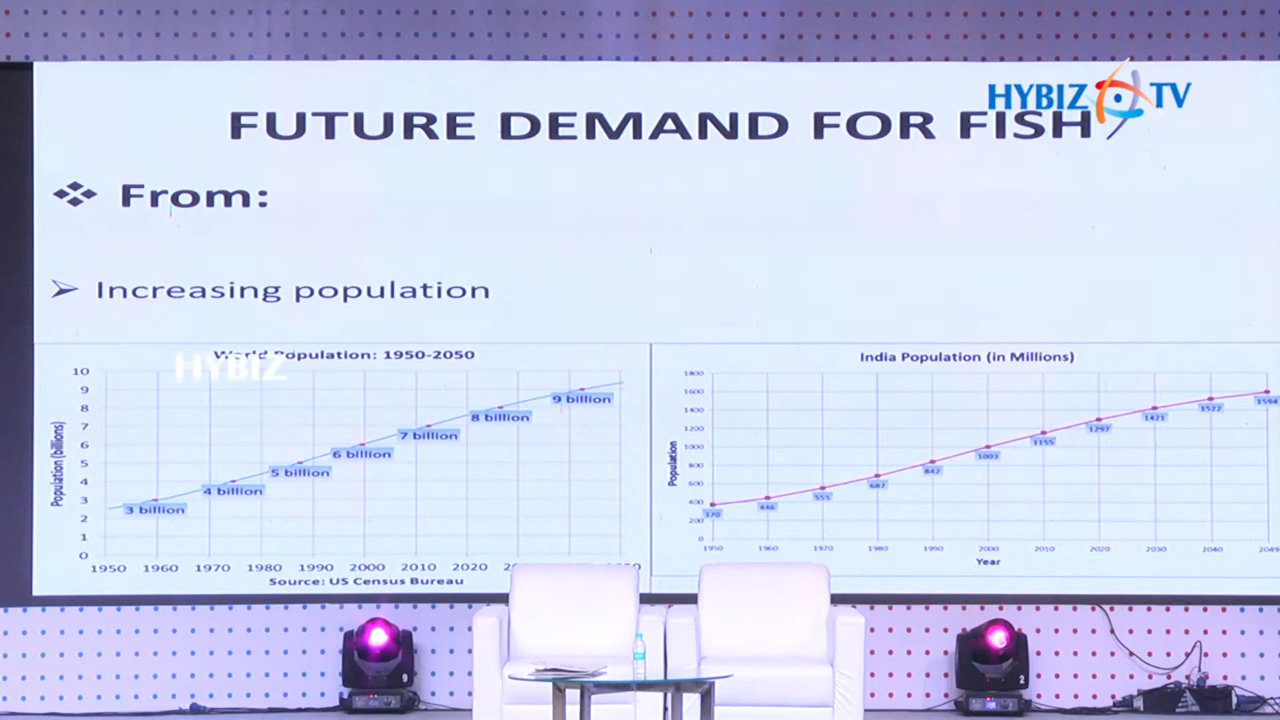 HYBIZ TV
FUTURE DEMAND FOR FISH
❖ From:
➢ Increasing population
World Population: 1950-2050
HYBIZ
Population (billions)
10
9
8
7
6
5
4
3
2
1
0
3 billion
4 billion
5 billion
6 billion
7 billion
8 billion
9 billion
1950 1960 1970 1980 1990 2000 2010 2020
Source: US Census Bureau
India Population (in Millions)
Population
1800
1600
1400
1200
1000
800
600
400
200
0
370 446 555 687 842 1003 1155 1297 1421 1527 1594
1950 1960 1970 1980 1990 2000 2010 2020 2030 2040 2049
Year
9
2